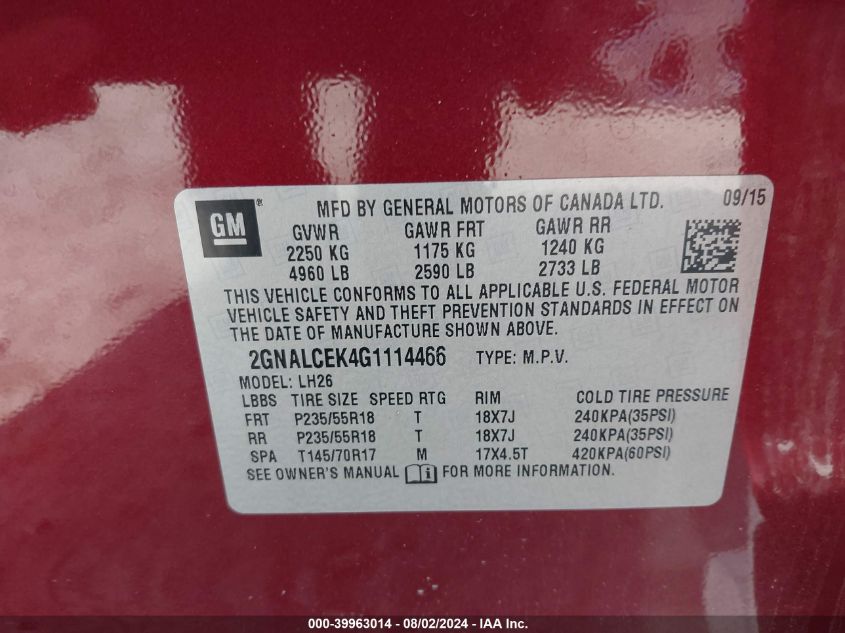 GM® MFD BY GENERAL MOTORS OF CANADA LTD. 09/15
GVWR GAWR FRT GAWR RR
2250 KG 1175 KG 1240 KG
4960 LB 2590 LB 2733 LB
THIS VEHICLE CONFORMS TO ALL APPLICABLE U.S. FEDERAL MOTOR
VEHICLE SAFETY AND THEFT PREVENTION STANDARDS IN EFFECT ON
THE DATE OF MANUFACTURE SHOWN ABOVE.
2GNALCEK4G1114466 TYPE: M.P.V.
MODEL: LH26
LBBS TIRE SIZE SPEED RTG RIM COLD TIRE PRESSURE
FRT P235/55R18 T 18X7J 240KPA(35PSI)
RR P235/55R18 T 18X7J 240KPA(35PSI)
SPA T145/70R17 M 17X4.5T 420KPA(60PSI)
SEE OWNER'S MANUAL i FOR MORE INFORMATION.
000-39963014 - 08/02/2024 - IAA Inc.